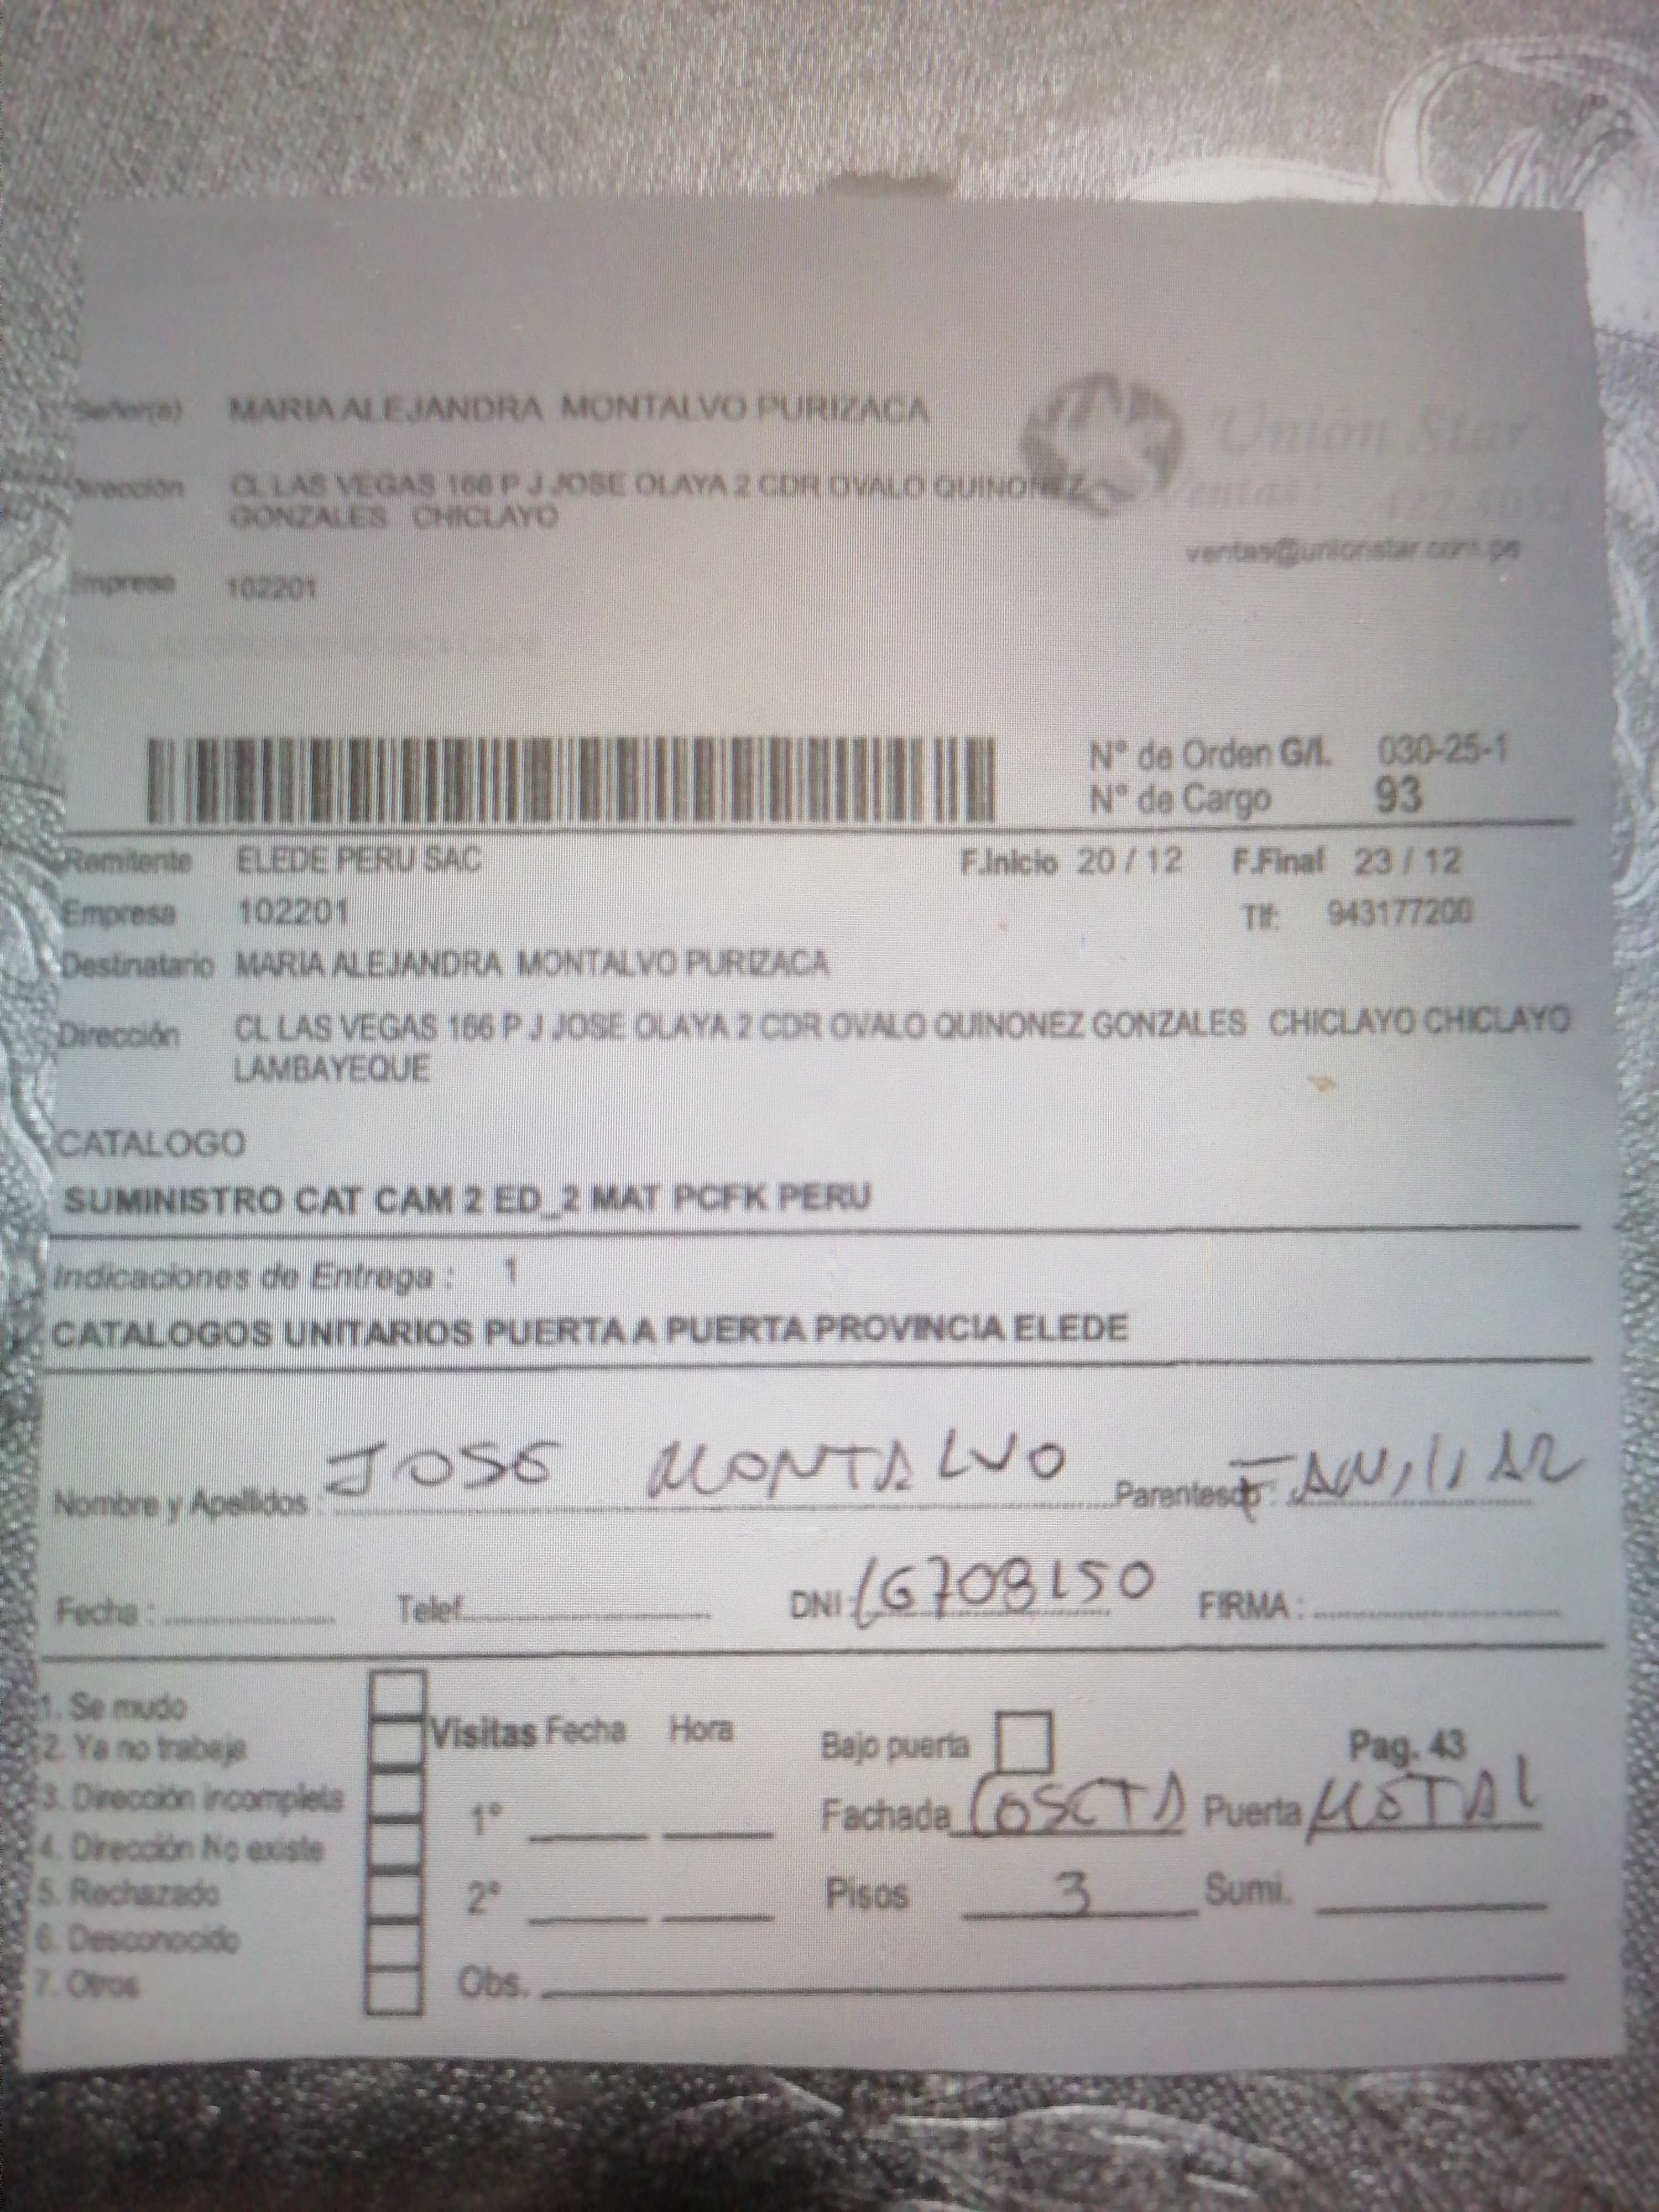 Señor(a) MARIA ALEJANDRA MONTALVO PURIZACA
Unión Star
Dirección CL LAS VEGAS 166 P J JOSE OLAYA 2 CDR OVALO QUINONEZ
GONZALES CHICLAYO
Ventas
ventas@unionstar.com.pe
Empresa 102201
N° de Orden G/I. 030-25-1
N° de Cargo 93
Remitente ELEDE PERU SAC F.Inicio 20 / 12 F.Final 23 / 12
Empresa 102201 Tlf: 943177200
Destinatario MARIA ALEJANDRA MONTALVO PURIZACA
Dirección CL LAS VEGAS 166 P J JOSE OLAYA 2 CDR OVALO QUINONEZ GONZALES CHICLAYO CHICLAYO
LAMBAYEQUE
CATALOGO
SUMINISTRO CAT CAM 2 ED_2 MAT PCFK PERU
Indicaciones de Entrega : 1
CATALOGOS UNITARIOS PUERTA A PUERTA PROVINCIA ELEDE
Nombre y Apellidos : JOSE MONTALVO Parentesco : FAMILIAR
Fecha : Telef. DNI : 16708150 FIRMA :
1. Se mudo
2. Ya no trabaja
3. Dirección incompleta
4. Dirección No existe
5. Rechazado
6. Desconocido
7. Otros
Visitas Fecha Hora
1°
2°
Obs.
Bajo puerta Pag. 43
Fachada COSCTA Puerta METAL
Pisos 3 Sumi.